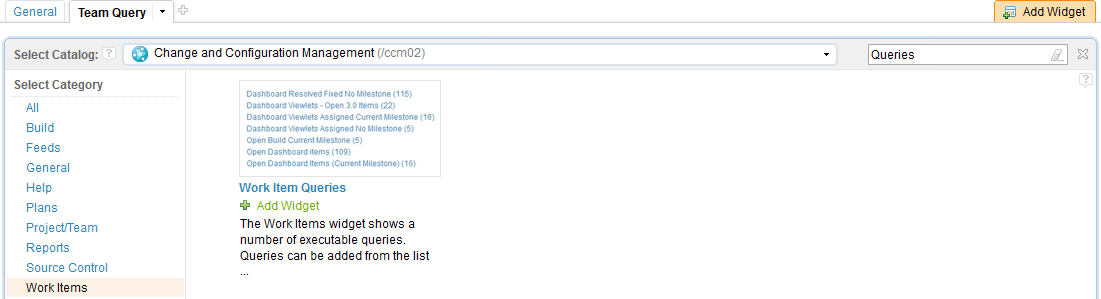 General
Team Query
Add Widget
Select Catalog:
Change and Configuration Management (/ccm02)
Queries
Select Category
All
Build
Feeds
General
Help
Plans
Project/Team
Reports
Source Control
Work Items
Dashboard Resolved Fixed No Milestone (115)
Dashboard Viewlets - Open 3.0 Items (22)
Dashboard Viewlets Assigned Current Milestone (16)
Dashboard Viewlets Assigned No Milestone (5)
Open Build Current Milestone (5)
Open Dashboard items (109)
Open Dashboard Items (Current Milestone) (16)
Work Item Queries
Add Widget
The Work Items widget shows a
number of executable queries.
Queries can be added from the list
...